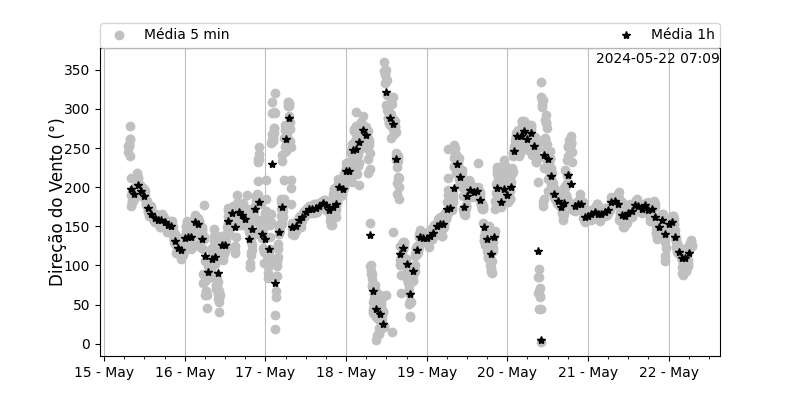 Média 5 min
Média 1h
2024-05-22 07:09
Direção do Vento (°)
350
300
250
200
150
100
50
0
15 - May
16 - May
17 - May
18 - May
19 - May
20 - May
21 - May
22 - May